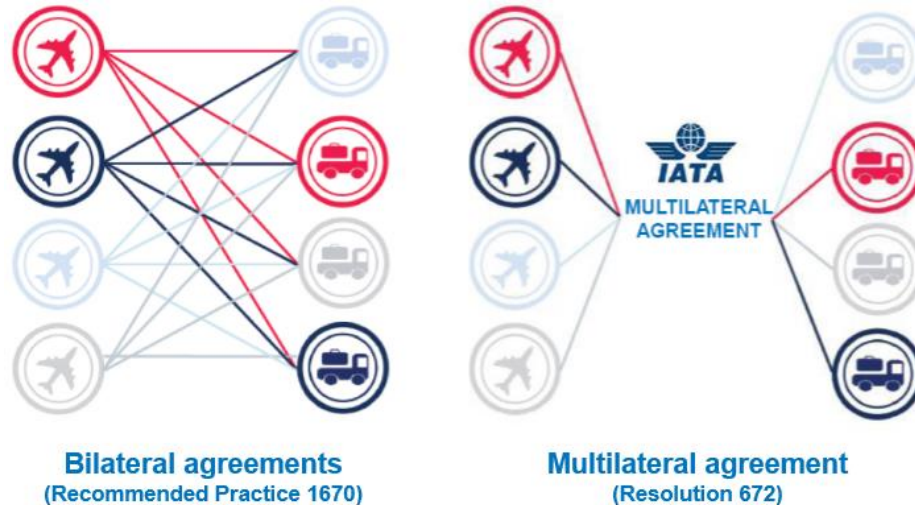 IATA
MULTILATERAL
AGREEMENT
Bilateral agreements
(Recommended Practice 1670)
Multilateral agreement
(Resolution 672)